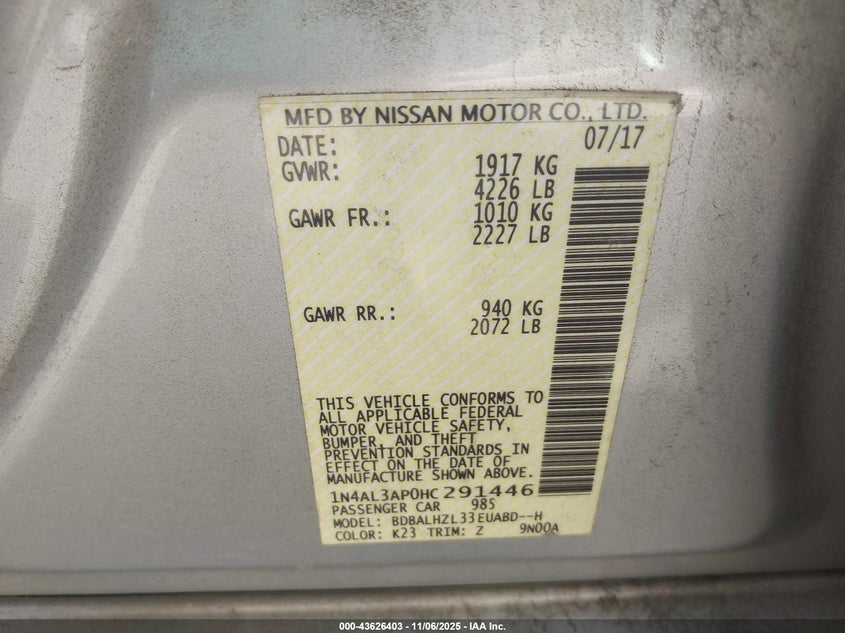 MFD BY NISSAN MOTOR CO., LTD.
DATE: 07/17
GVWR: 1917 KG
4226 LB
GAWR FR.: 1010 KG
2227 LB
GAWR RR.: 940 KG
2072 LB
THIS VEHICLE CONFORMS TO
ALL APPLICABLE FEDERAL
MOTOR VEHICLE SAFETY,
BUMPER, AND THEFT
PREVENTION STANDARDS IN
EFFECT ON THE DATE OF
MANUFACTURE SHOWN ABOVE.
1N4AL3AP0HC291446
PASSENGER CAR 985
MODEL: BDBALHZL33EUABD--H
COLOR: K23 TRIM: Z 9N00A
000-43626403 - 11/06/2025 - IAA Inc.